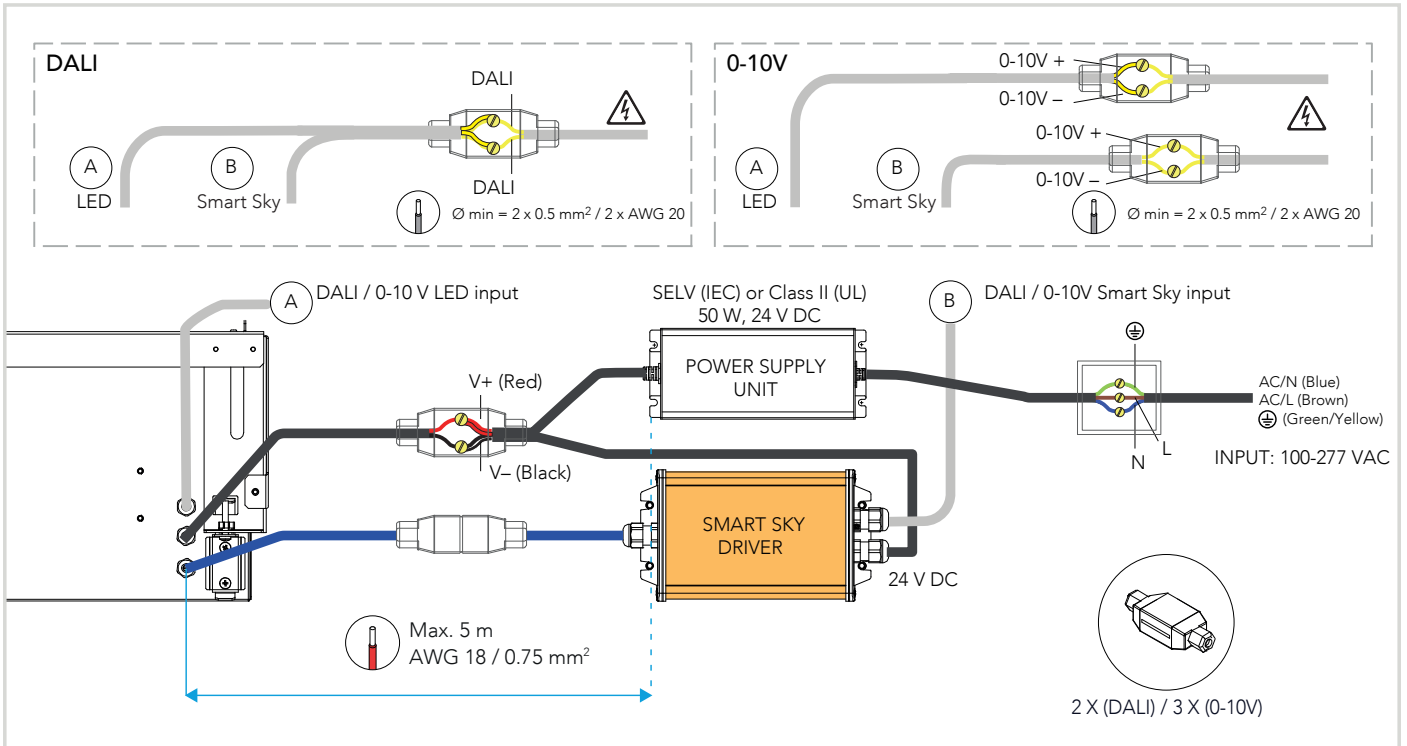 DALI
DALI
DALI
A
LED
B
Smart Sky
Ø min = 2 x 0.5 mm² / 2 x AWG 20
0-10V
0-10V +
0-10V –
0-10V +
0-10V –
A
LED
B
Smart Sky
Ø min = 2 x 0.5 mm² / 2 x AWG 20
A
DALI / 0-10 V LED input
SELV (IEC) or Class II (UL)
50 W, 24 V DC
B
DALI / 0-10V Smart Sky input
POWER SUPPLY
UNIT
V+ (Red)
V– (Black)
AC/N (Blue)
AC/L (Brown)
(Green/Yellow)
L
N
INPUT: 100-277 VAC
SMART SKY
DRIVER
24 V DC
Max. 5 m
AWG 18 / 0.75 mm²
2 X (DALI) / 3 X (0-10V)